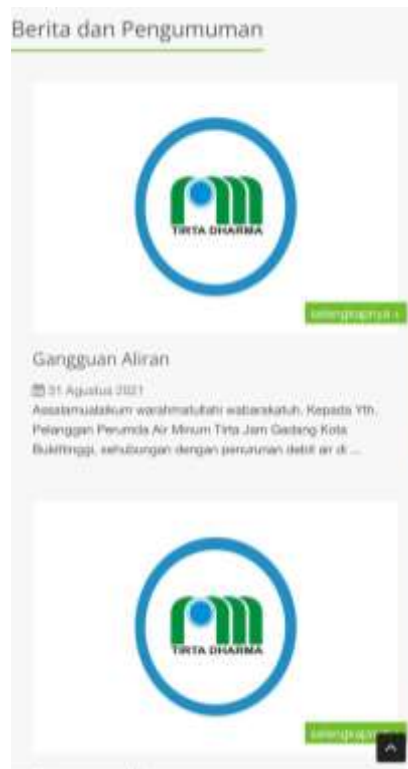 Berita dan Pengumuman
TIRTA DHARMA
selengkapnya »
Gangguan Aliran
31 Agustus 2021
Assalamualaikum warahmatullahi wabarakatuh, Kepada Yth.
Pelanggan Perumda Air Minum Tirta Jam Gadang Kota
Bukittinggi, sehubungan dengan penurunan debit air di ...
TIRTA DHARMA